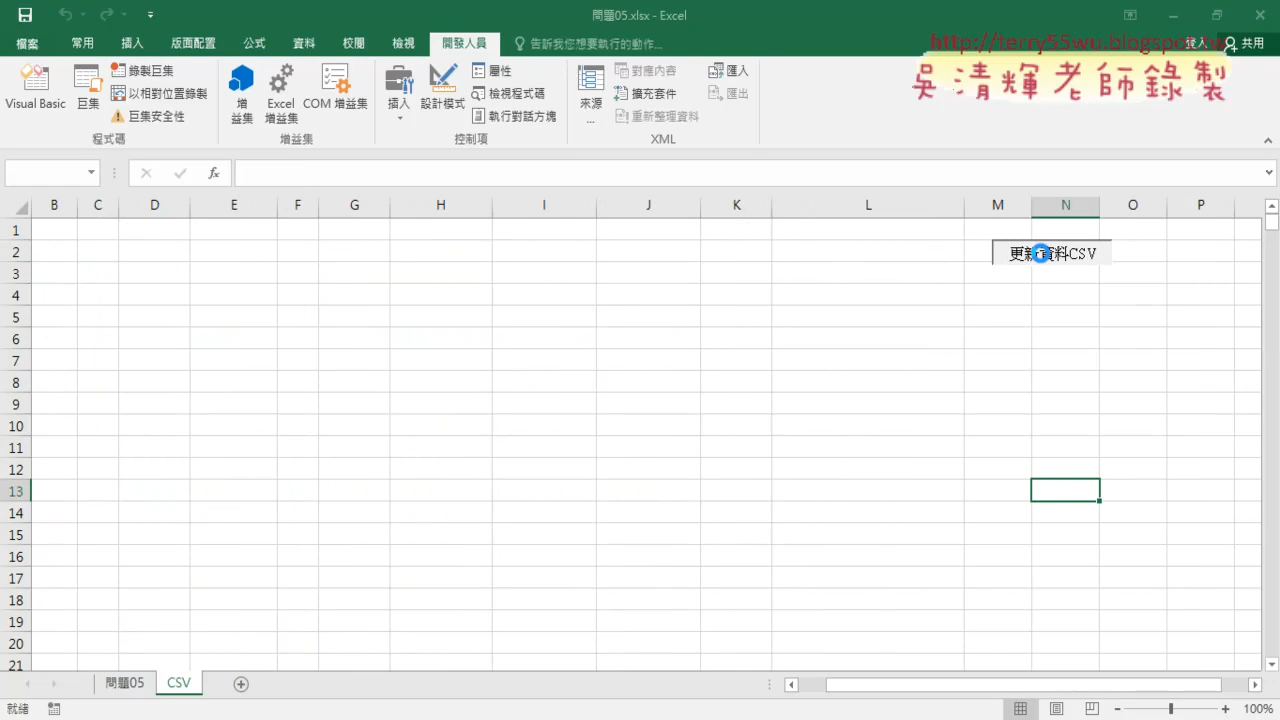 問題05.xlsx - Excel
檔案 常用 插入 版面配置 公式 資料 校閱 檢視 開發人員 告訴我您想要執行的動作... 登入 共用
http://terry55wu.blogspot.tw
吳清輝老師錄製
Visual Basic
巨集
錄製巨集
以相對位置錄製
巨集安全性
程式碼
增益集
Excel 增益集
COM 增益集
增益集
插入
設計模式
屬性
檢視程式碼
執行對話方塊
控制項
來源...
對應內容
擴充套件
重新整理資料
匯入
匯出
XML
fx
B C D E F G H I J K L M N O P
1
2
更新資料CSV
3
4
5
6
7
8
9
10
11
12
13
14
15
16
17
18
19
20
21
問題05 CSV
就緒 100%